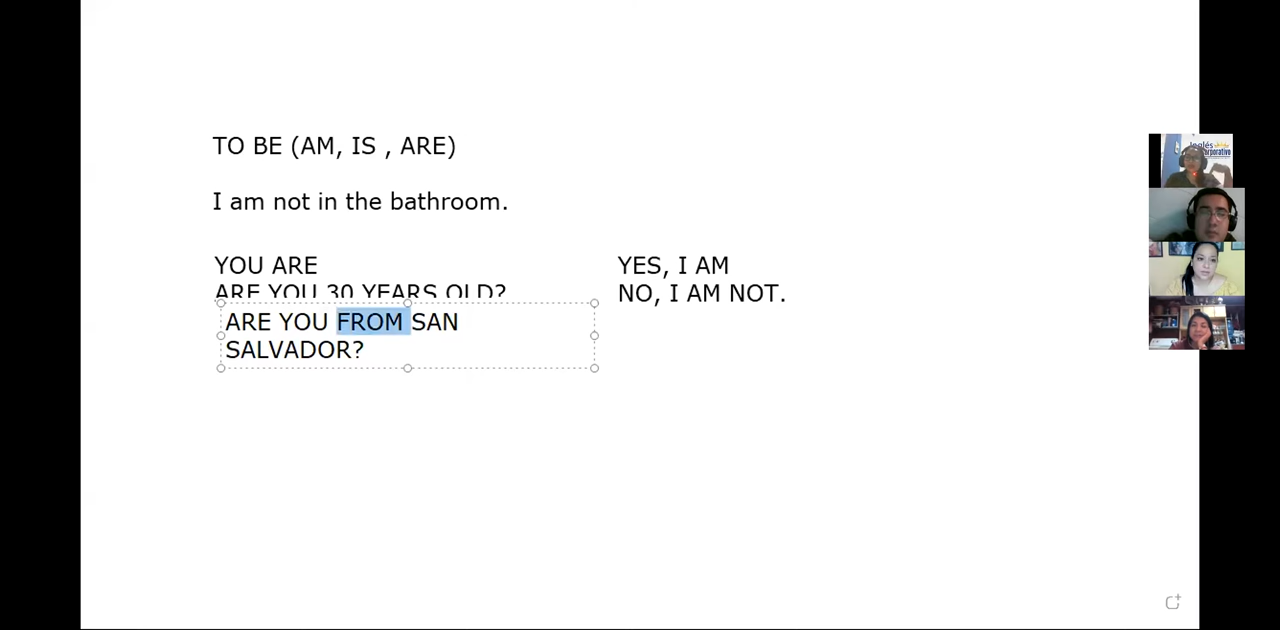 TO BE (AM, IS , ARE)
I am not in the bathroom.
YOU ARE
ARE YOU 30 YEARS OLD?
YES, I AM
NO, I AM NOT.
ARE YOU FROM SAN
SALVADOR?
Inglés